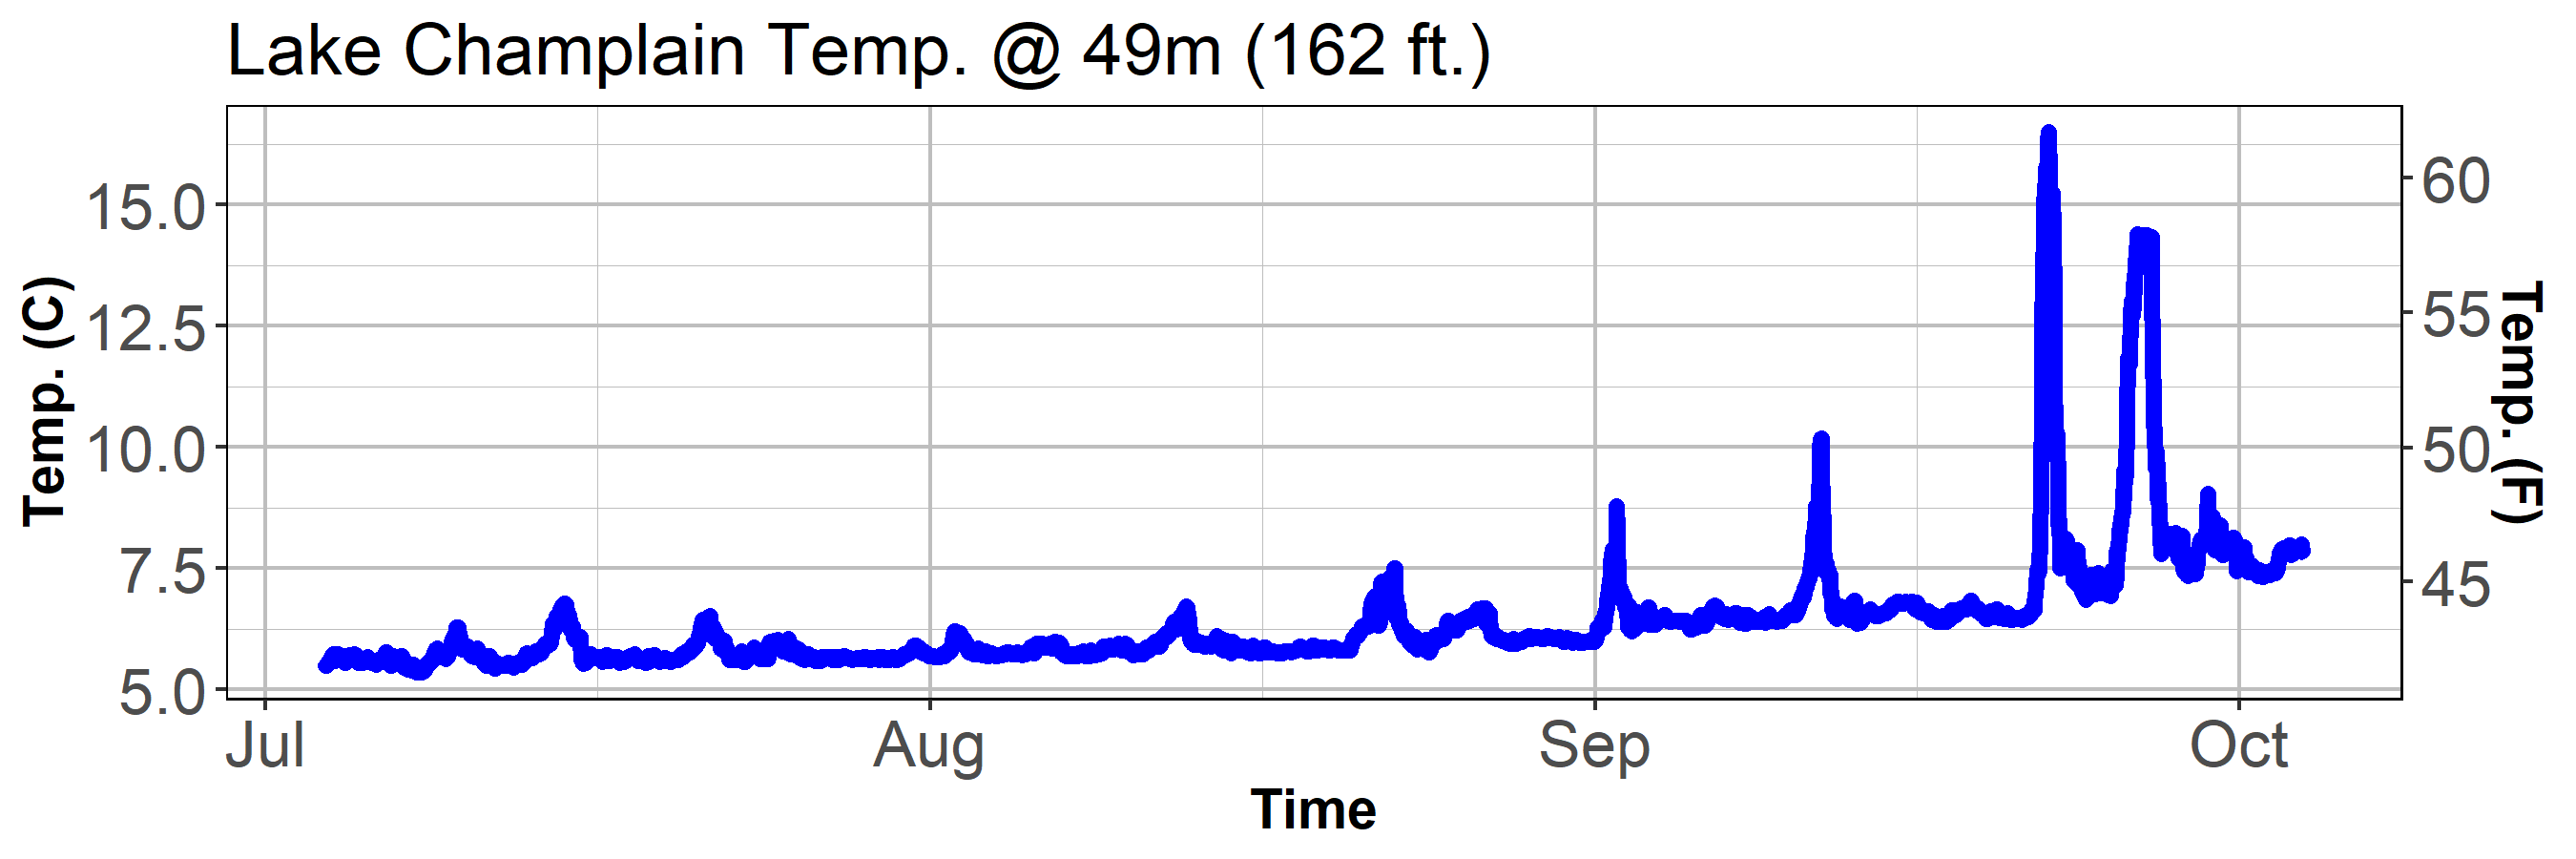 Lake Champlain Temp. @ 49m (162 ft.)
Temp. (C)
15.0
12.5
10.0
7.5
5.0
60
55
50
45
Temp. (F)
Jul Aug Sep Oct
Time